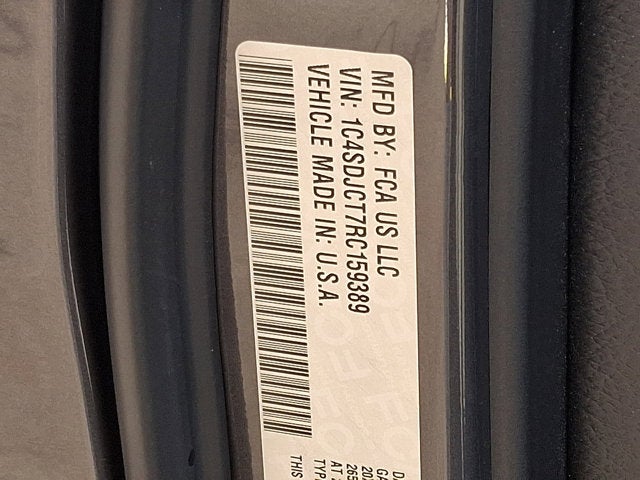 MFD BY: FCA US LLC
VIN: 1C4SDJCT7RC159389
VEHICLE MADE IN: U.S.A.